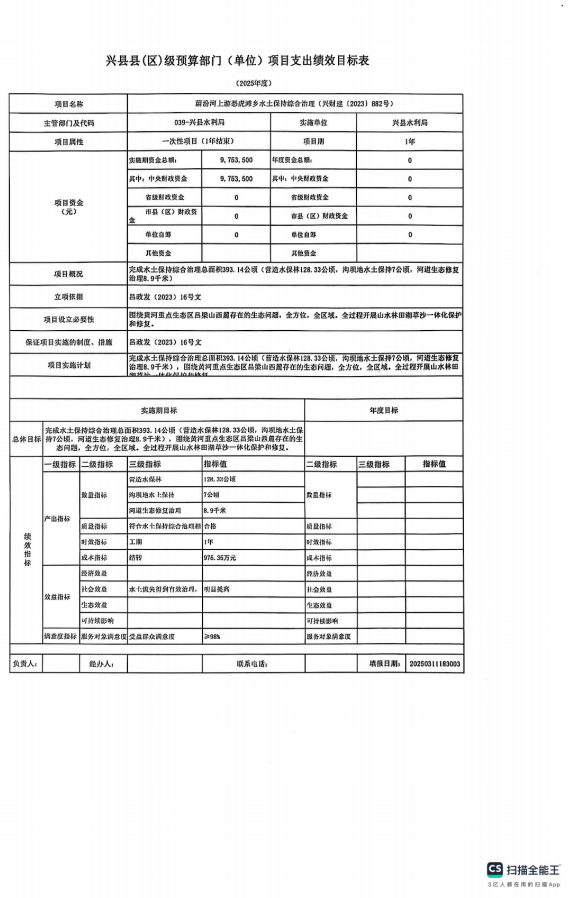 兴县县(区)级预算部门（单位）项目支出绩效目标表
（2025年度）
项目名称 蔚汾河上游恶虎滩乡水土保持综合治理（兴财建〔2023〕882号）
主管部门及代码 039-兴县水利局 实施单位 兴县水利局
项目属性 一次性项目（1年结束） 项目期 1年
项目资金（元） 实施期资金总额： 9,753,500 年度资金总额： 0
其中：中央财政资金 9,753,500 其中：中央财政资金 0
省级财政资金 0 省级财政资金 0
市县（区）财政资金 0 市县（区）财政资金 0
单位自筹 0 单位自筹 0
其他资金 其他资金
项目概况 完成水土保持综合治理总面积393.14公顷（营造水保林128.33公顷，沟坝地水土保持7公顷，河道生态修复治理8.9千米）
立项依据 吕政发（2023）16号文
项目设立必要性 围绕黄河重点生态区吕梁山西麓存在的生态问题，全方位，全区域。全过程开展山水林田湖草沙一体化保护和修复。
保证项目实施的制度、措施 吕政发（2023）16号文
项目实施计划 完成水土保持综合治理总面积393.14公顷（营造水保林128.33公顷，沟坝地水土保持7公顷，河道生态修复治理8.9千米），围绕黄河重点生态区吕梁山西麓存在的生态问题，全方位，全区域。全过程开展山水林田湖草沙一体化保护和修复
实施期目标 年度目标
总体目标 完成水土保持综合治理总面积393.14公顷（营造水保林128.33公顷，沟坝地水土保持7公顷，河道生态修复治理8.9千米），围绕黄河重点生态区吕梁山西麓存在的生态问题，全方位，全区域。全过程开展山水林田湖草沙一体化保护和修复。
绩效指标 一级指标 二级指标 三级指标 指标值 二级指标 三级指标 指标值
产出指标 数量指标 营造水保林 128.33公顷 数量指标
沟坝地水土保持 7公顷
河道生态修复治理 8.9千米
质量指标 符合水土保持综合治理相 合格 质量指标
时效指标 工期 1年 时效指标
成本指标 结转 975.35万元 成本指标
效益指标 经济效益 经济效益
社会效益 水土流失得到有效治理， 明显提高 社会效益
生态效益 生态效益
可持续影响 可持续影响
满意度指标 服务对象满意度 受益群众满意度 ≥98% 服务对象满意度
负责人： 经办人： 联系电话： 填报日期： 20250311183003
CS 扫描全能王
3亿人都在用的扫描App